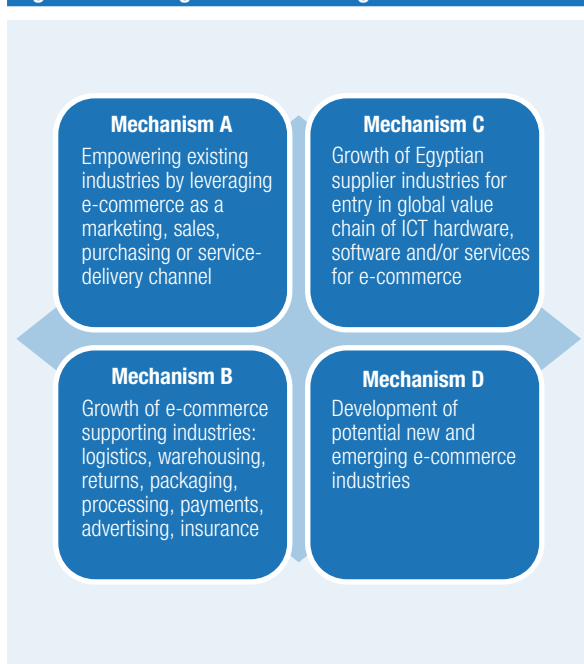 Mechanism A
Empowering existing
industries by leveraging
e-commerce as a
marketing, sales,
purchasing or service-
delivery channel
Mechanism C
Growth of Egyptian
supplier industries for
entry in global value
chain of ICT hardware,
software and/or services
for e-commerce
Mechanism B
Growth of e-commerce
supporting industries:
logistics, warehousing,
returns, packaging,
processing, payments,
advertising, insurance
Mechanism D
Development of
potential new and
emerging e-commerce
industries